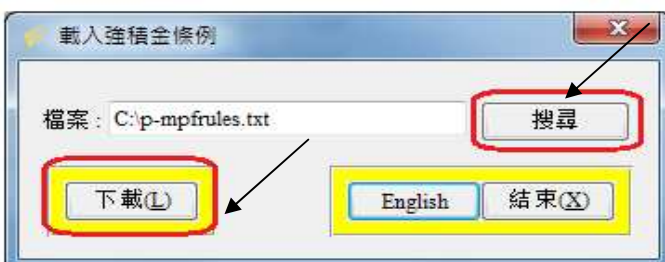 載入強積金條例
檔案 : C:\p-mpfrules.txt 搜尋
下載(L) English 結束(X)